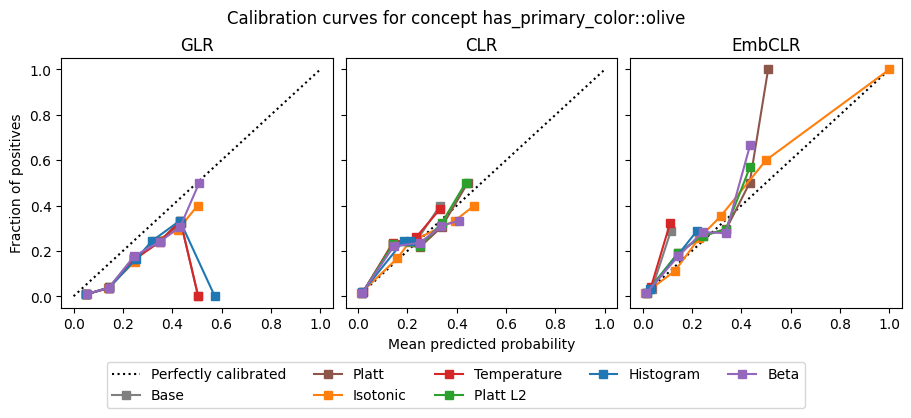 Calibration curves for concept has_primary_color::olive
GLR
CLR
EmbCLR
Fraction of positives
1.0
0.8
0.6
0.4
0.2
0.0
0.0 0.2 0.4 0.6 0.8 1.0
0.0 0.2 0.4 0.6 0.8 1.0
0.0 0.2 0.4 0.6 0.8 1.0
Mean predicted probability
Perfectly calibrated
Base
Platt
Isotonic
Temperature
Platt L2
Histogram
Beta